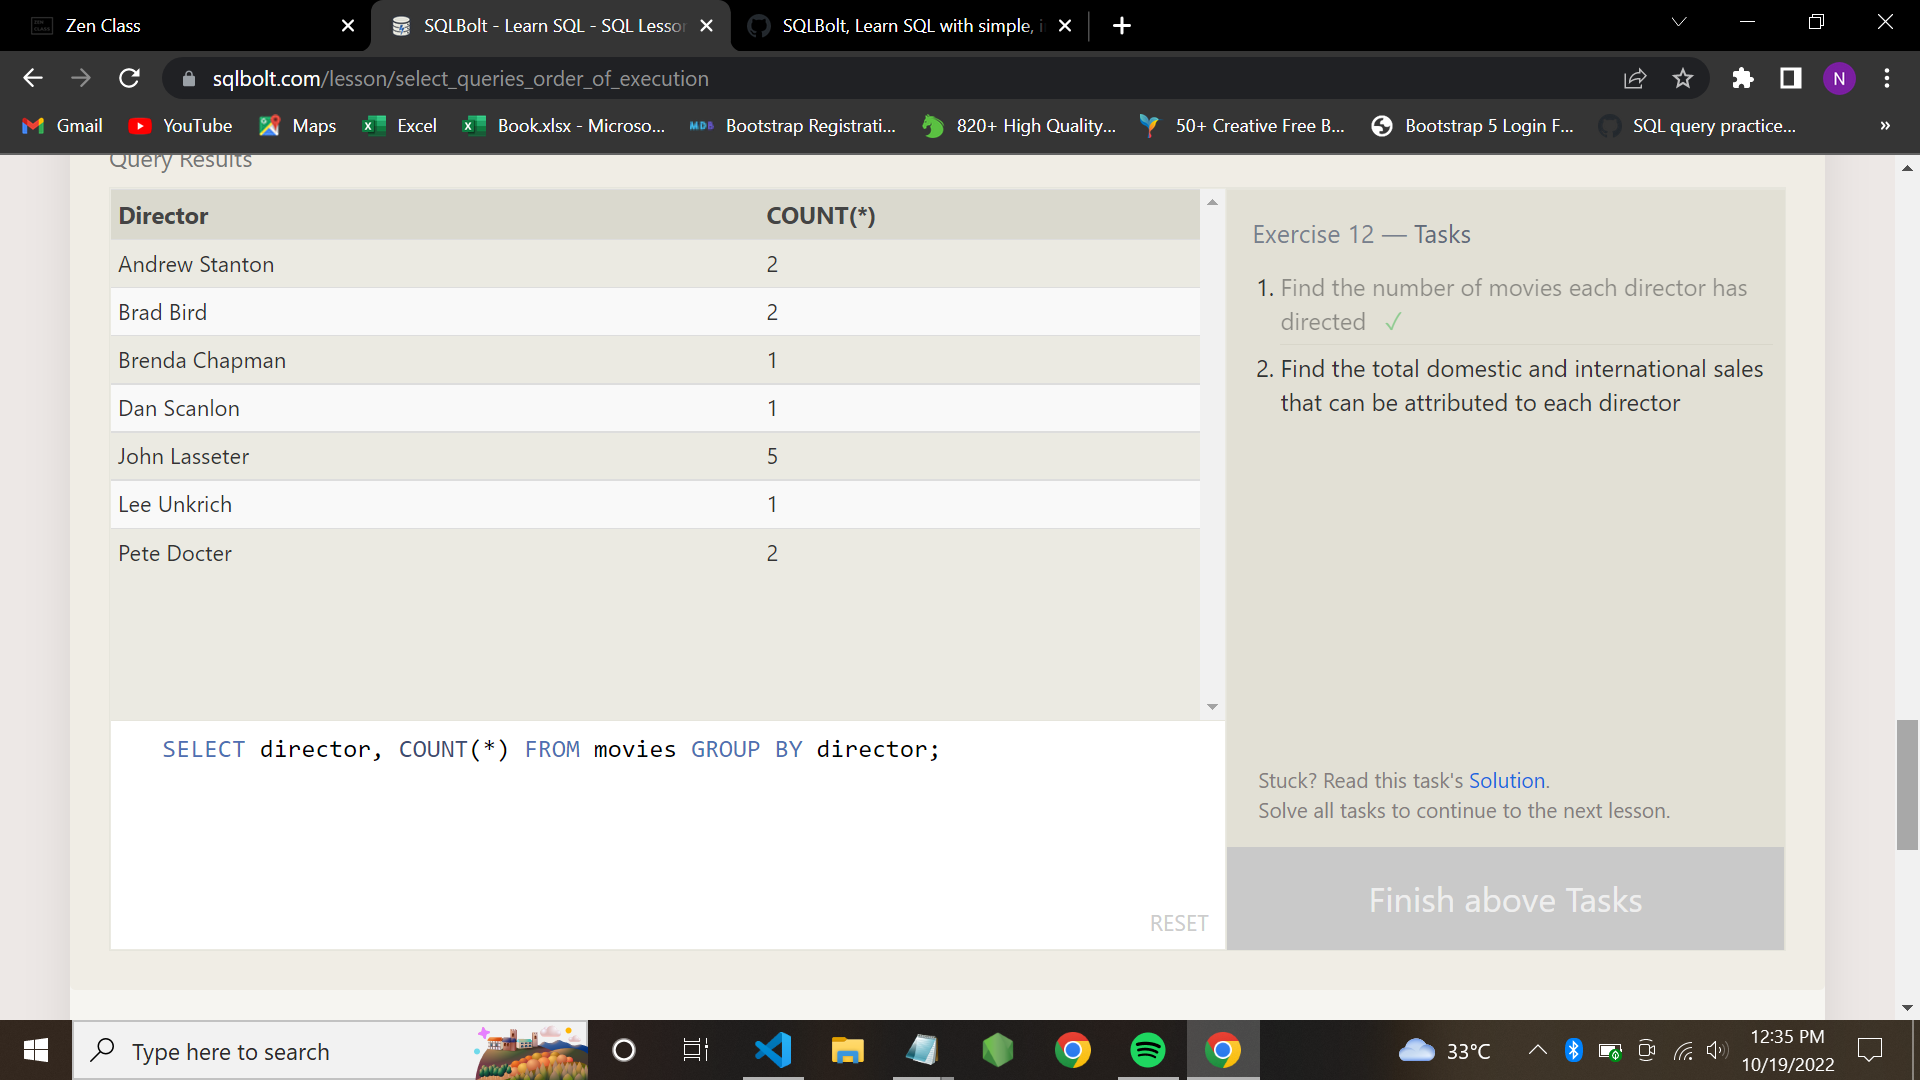 Zen Class
SQLBolt - Learn SQL - SQL Lesso
SQLBolt, Learn SQL with simple, i
sqlbolt.com/lesson/select_queries_order_of_execution
N
Gmail
YouTube
Maps
Excel
Book.xlsx - Microso...
MDB
Bootstrap Registrati...
820+ High Quality...
50+ Creative Free B...
Bootstrap 5 Login F...
SQL query practice...
»
Query Results
Director COUNT(*)
Andrew Stanton 2
Brad Bird 2
Brenda Chapman 1
Dan Scanlon 1
John Lasseter 5
Lee Unkrich 1
Pete Docter 2
SELECT director, COUNT(*) FROM movies GROUP BY director;
RESET
Exercise 12 — Tasks
1. Find the number of movies each director has
directed ✓
2. Find the total domestic and international sales
that can be attributed to each director
Stuck? Read this task's Solution.
Solve all tasks to continue to the next lesson.
Finish above Tasks
Type here to search
33°C
12:35 PM
10/19/2022